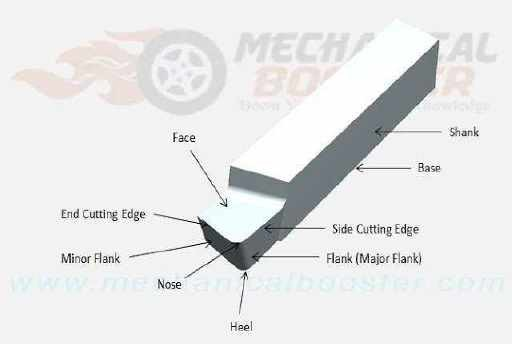 MECHANICAL
BOOSTER
Face
Shank
Base
End Cutting Edge
Side Cutting Edge
Minor Flank
Flank (Major Flank)
Nose
www.mechanicalbooster.com
Heel